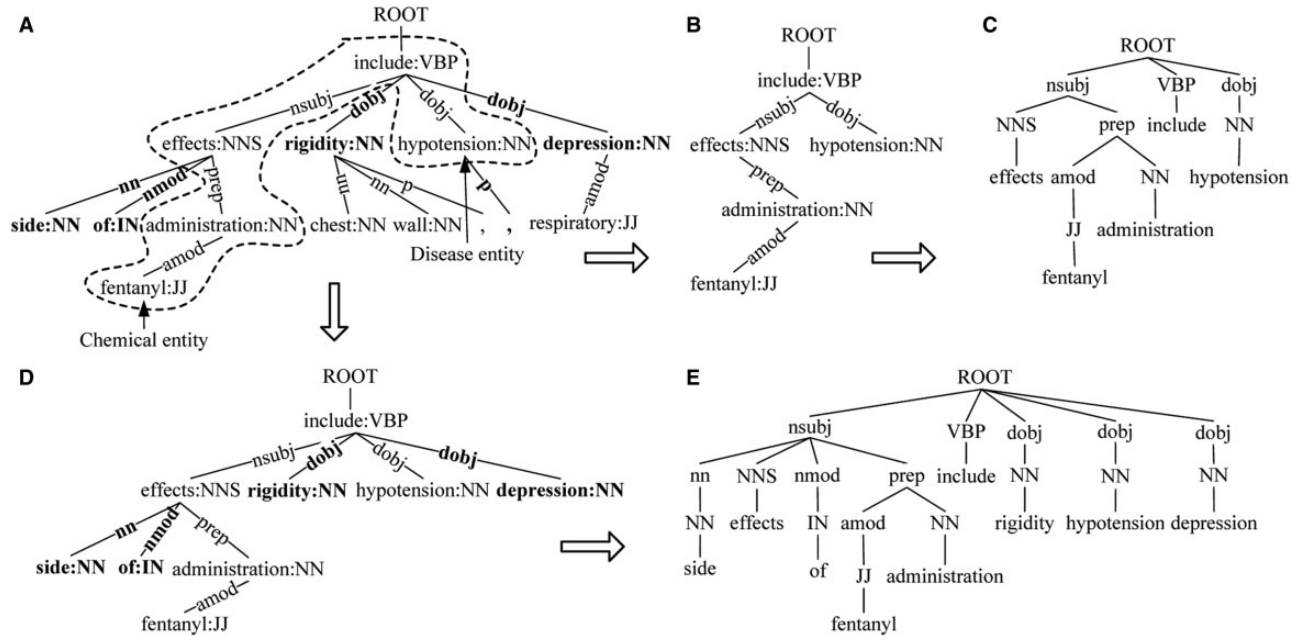 A
ROOT
include:VBP
nsubj dobj dobj dobj
effects:NNS rigidity:NN hypotension:NN depression:NN
nn nmod prep nn nn p p amod
side:NN of:IN administration:NN chest:NN wall:NN , , respiratory:JJ
amod
Disease entity
fentanyl:JJ
Chemical entity
B
ROOT
include:VBP
nsubj dobj
effects:NNS hypotension:NN
prep
administration:NN
amod
fentanyl:JJ
C
ROOT
nsubj VBP dobj
NNS prep include NN
effects amod NN hypotension
JJ administration
fentanyl
D
ROOT
include:VBP
nsubj dobj dobj dobj
effects:NNS rigidity:NN hypotension:NN depression:NN
nn nmod prep
side:NN of:IN administration:NN
amod
fentanyl:JJ
E
ROOT
nsubj VBP dobj dobj dobj
nn NNS nmod prep include NN NN NN
NN effects IN amod NN rigidity hypotension depression
side of JJ administration
fentanyl